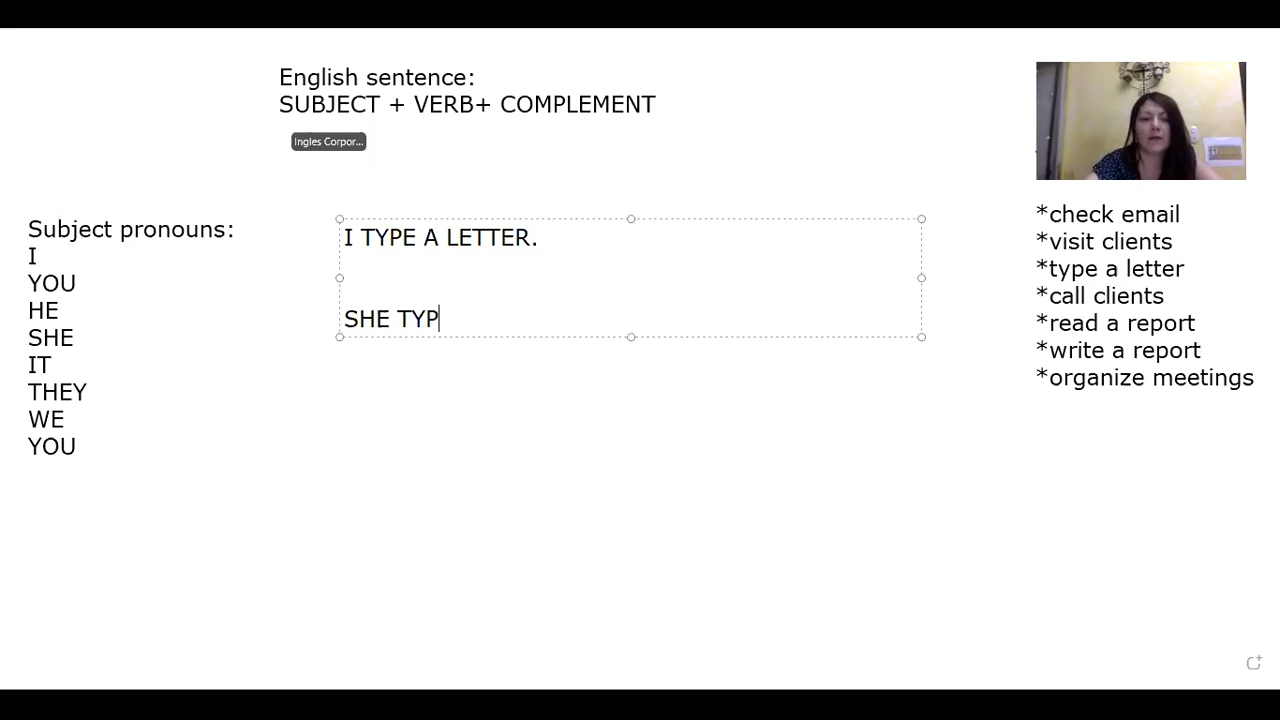 English sentence:
SUBJECT + VERB+ COMPLEMENT
Ingles Corpor...
Subject pronouns:
I
YOU
HE
SHE
IT
THEY
WE
YOU
I TYPE A LETTER.
SHE TYP
*check email
*visit clients
*type a letter
*call clients
*read a report
*write a report
*organize meetings